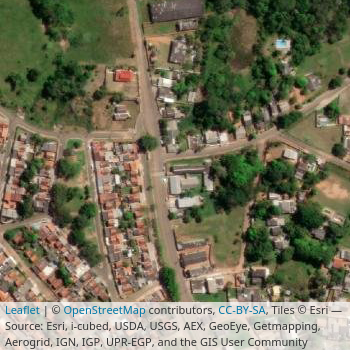 Leaflet | © OpenStreetMap contributors, CC-BY-SA, Tiles © Esri —
Source: Esri, i-cubed, USDA, USGS, AEX, GeoEye, Getmapping,
Aerogrid, IGN, IGP, UPR-EGP, and the GIS User Community